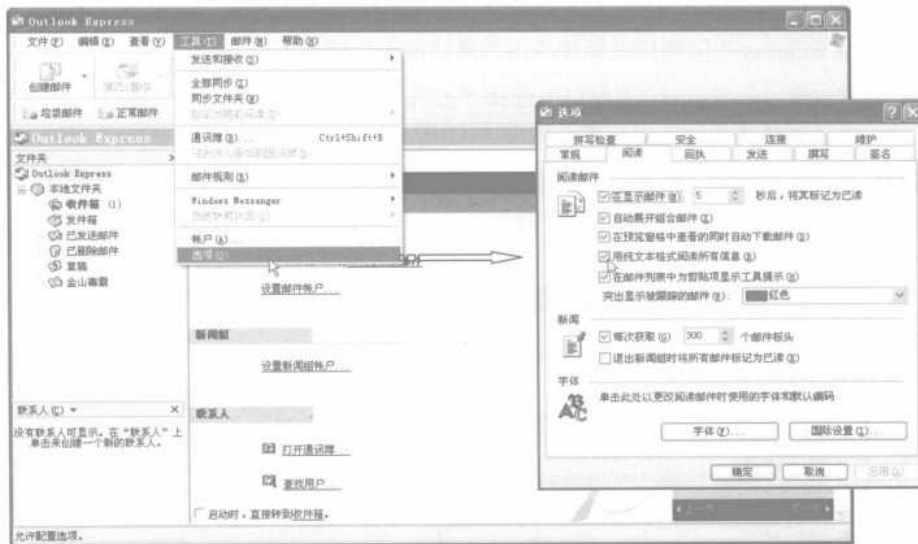 Outlook Express
文件(F) 编辑(E) 查看(V) 工具(T) 邮件(M) 帮助(H)
创建邮件
垃圾邮件 正常邮件
Outlook Express
文件夹 ×
Outlook Express
本地文件夹
收件箱 (1)
发件箱
已发送邮件
已删除邮件
草稿
金山毒霸
联系人(C) ×
没有联系人可显示。在“联系人”上
单击来创建一个新的联系人。
允许配置选项。
发送和接收(S)
全部同步(Z)
同步文件夹(W)
通讯簿(B)... Ctrl+Shift+B
邮件规则(R)
Windows Messenger
帐户(A)...
选项(O)...
设置邮件帐户...
新闻组
设置新闻组帐户...
联系人
打开通讯簿...
查找用户...
启动时,直接转到收件箱。
选项
拼写检查 安全 连接 维护
常规 阅读 回执 发送 撰写 签名
阅读邮件
在显示邮件(M) 5 秒后,将其标记为已读
自动展开组合邮件(X)
在预览窗格中查看的同时自动下载邮件(D)
用纯文本格式阅读所有信息(R)
在邮件列表中为剪贴项显示工具提示(W)
突出显示被跟踪的邮件(W): 红色
新闻
每次获取(G) 300 个邮件标头
退出新闻组时将所有邮件标记为已读(K)
字体
单击此处以更改阅读邮件时使用的字体和默认编码
字体(F)... 国际设置(I)...
确定 取消 应用(A)